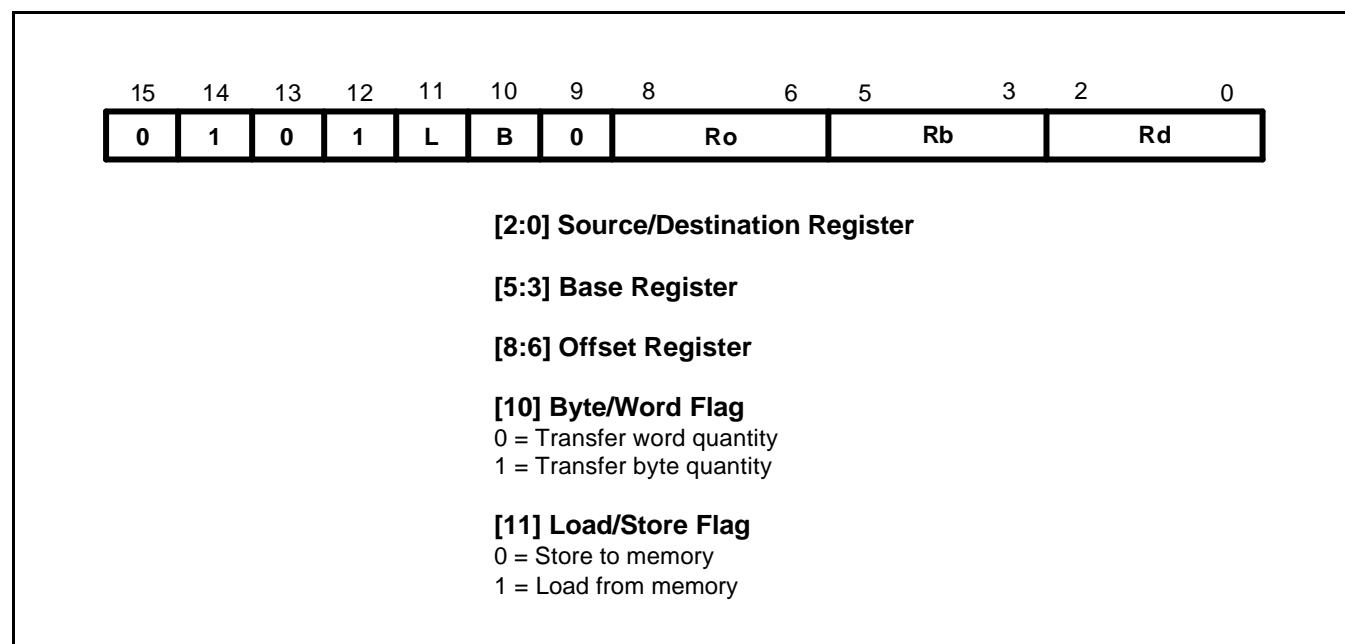 15 14 13 12 11 10 9 8 6 5 3 2 0
0 1 0 1 L B 0 Ro Rb Rd
[2:0] Source/Destination Register
[5:3] Base Register
[8:6] Offset Register
[10] Byte/Word Flag
0 = Transfer word quantity
1 = Transfer byte quantity
[11] Load/Store Flag
0 = Store to memory
1 = Load from memory